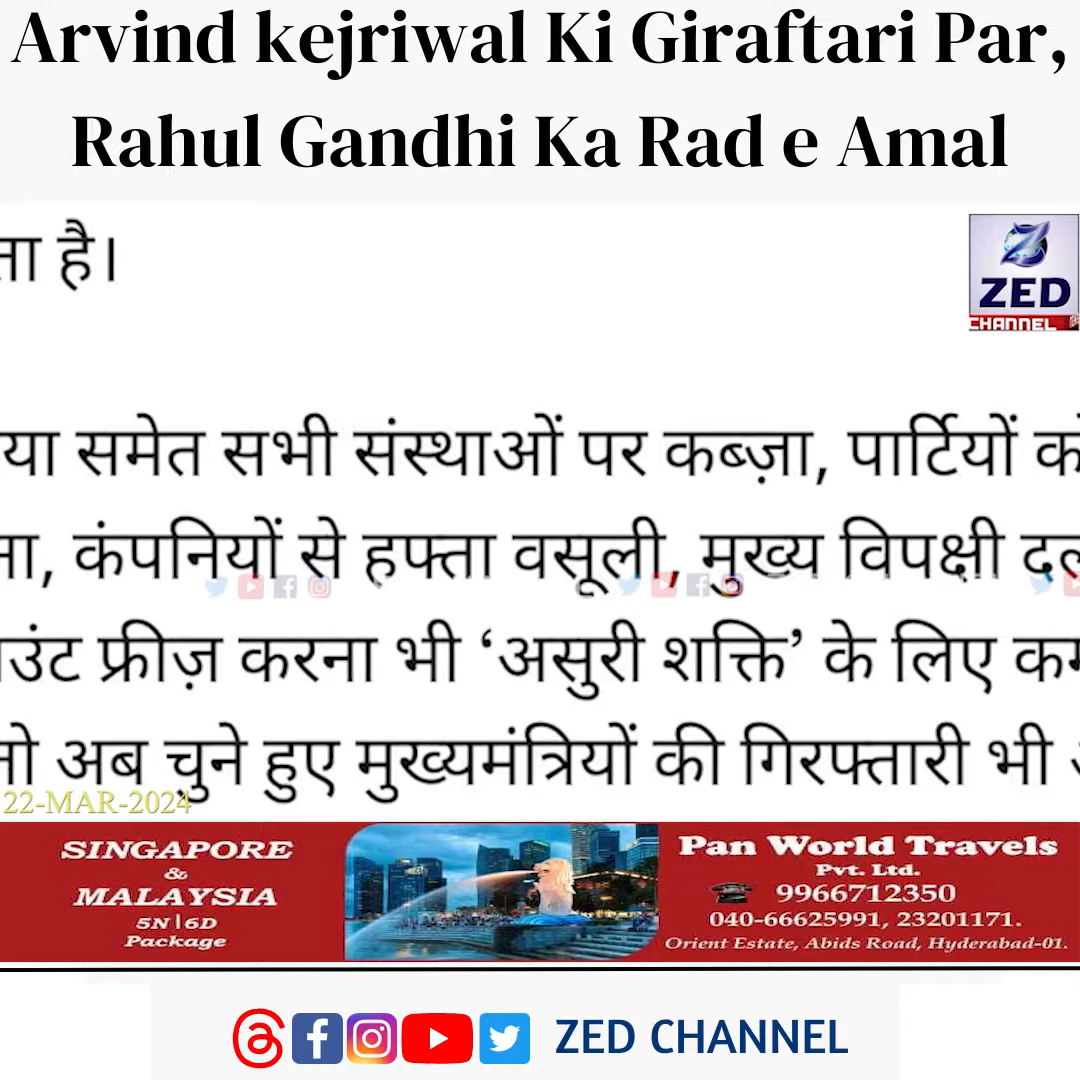 Arvind kejriwal Ki Giraftari Par,
Rahul Gandhi Ka Rad e Amal
ता है।
ZED
CHANNEL
या समेत सभी संस्थाओं पर कब्ज़ा, पार्टियों को
ना, कंपनियों से हफ्ता वसूली, मुख्य विपक्षी दल
उंट फ्रीज़ करना भी ‘असुरी शक्ति’ के लिए कम
अब चुने हुए मुख्यमंत्रियों की गिरफ्तारी भी
22-MAR-2024
SINGAPORE
&
MALAYSIA
5N|6D
Package
Pan World Travels
Pvt. Ltd.
9966712350
040-66625991, 23201171.
Orient Estate, Abids Road, Hyderabad-01.
ZED CHANNEL